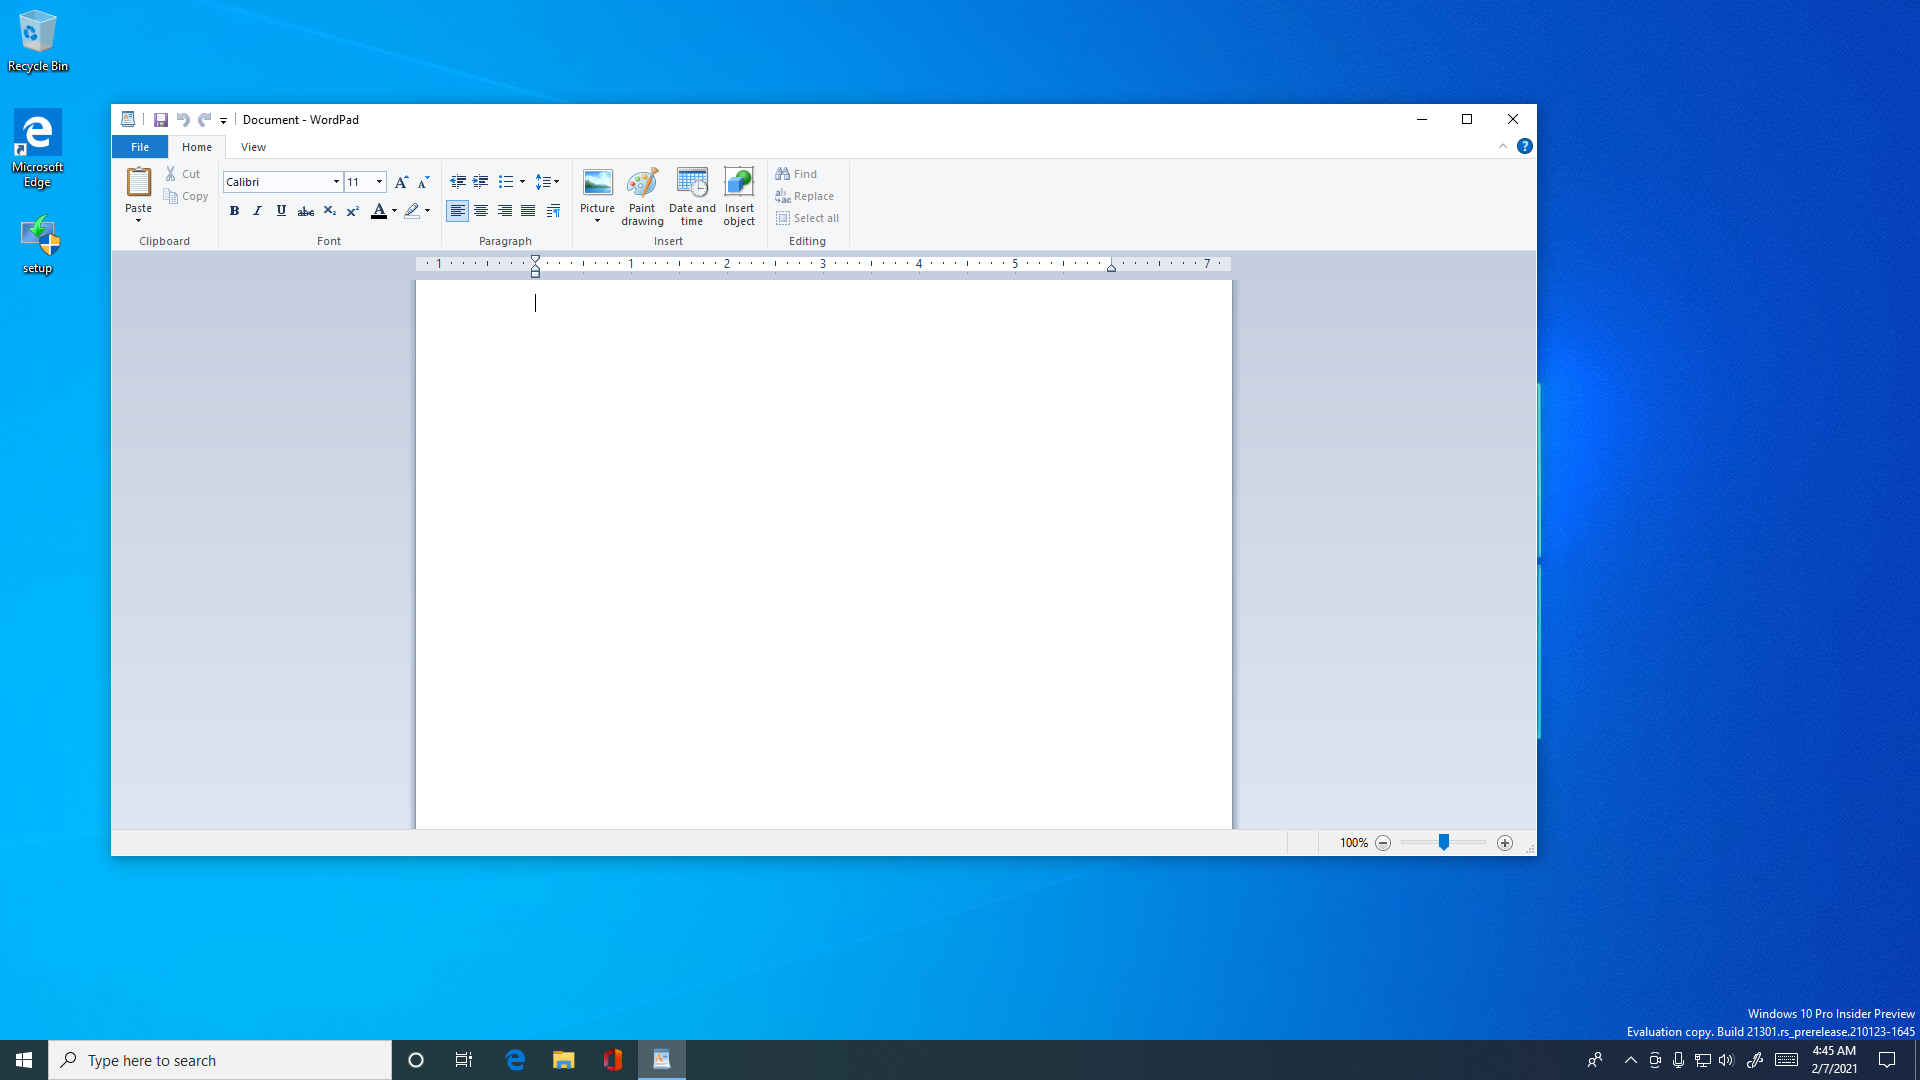 Recycle Bin
Microsoft
Edge
setup
Document - WordPad
File
Home
View
Paste
Cut
Copy
Clipboard
Calibri
11
B I U abc X₂ X² A
Font
Paragraph
Picture
Paint
drawing
Date and
time
Insert
object
Insert
Find
Replace
Select all
Editing
1 1 2 3 4 5 7
100%
Windows 10 Pro Insider Preview
Evaluation copy. Build 21301.rs_prerelease.210123-1645
Type here to search
4:45 AM
2/7/2021